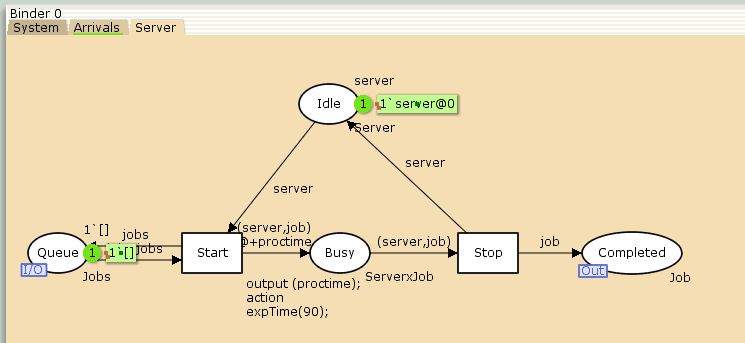 Binder 0
System Arrivals Server
server
Idle
1
1`server@0
Server
server
server
1`[]
jobs
jobs
(server,job)
@+proctime
(server,job)
job
Queue
1
1`[]
Start
Busy
Stop
Completed
I/O
Out
Jobs
ServerxJob
Job
output (proctime);
action
expTime(90);